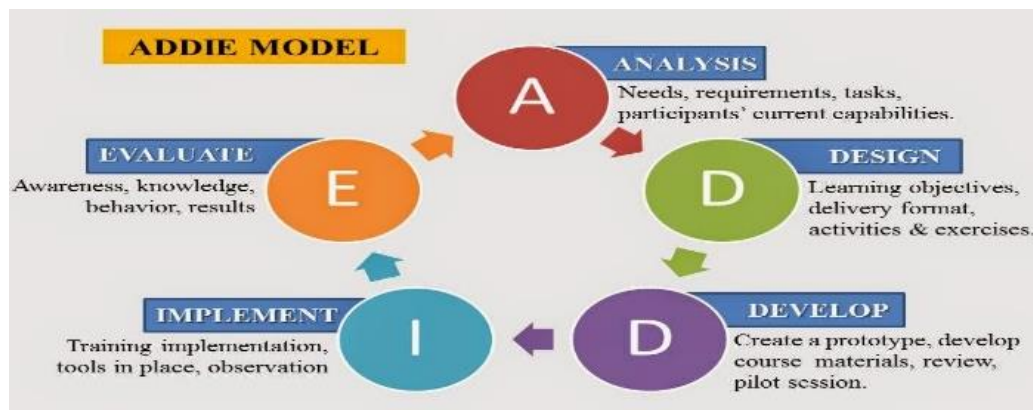 ADDIE MODEL
A
ANALYSIS
Needs, requirements, tasks,
participants' current capabilities.
D
DESIGN
Learning objectives,
delivery format,
activities & exercises.
D
DEVELOP
Create a prototype, develop
course materials, review,
pilot session.
I
IMPLEMENT
Training implementation,
tools in place, observation
E
EVALUATE
Awareness, knowledge,
behavior, results